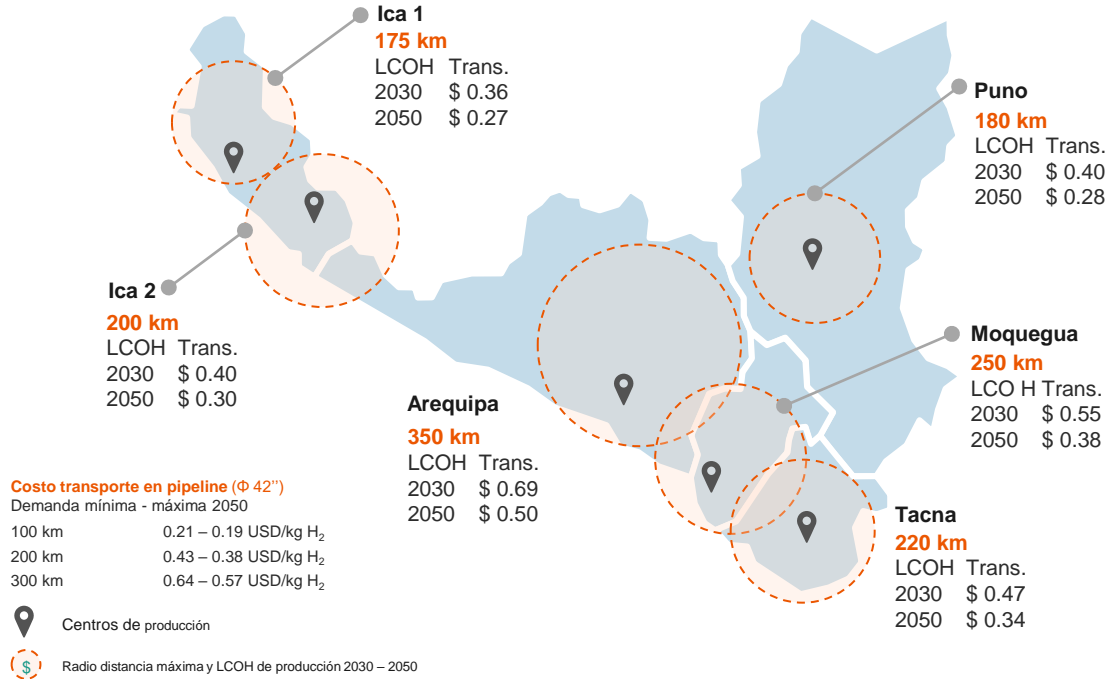 Ica 1
175 km
LCOH Trans.
2030 $ 0.36
2050 $ 0.27
Puno
180 km
LCOH Trans.
2030 $ 0.40
2050 $ 0.28
Ica 2
200 km
LCOH Trans.
2030 $ 0.40
2050 $ 0.30
Moquegua
250 km
LCO H Trans.
2030 $ 0.55
2050 $ 0.38
Arequipa
350 km
LCOH Trans.
2030 $ 0.69
2050 $ 0.50
Tacna
220 km
LCOH Trans.
2030 $ 0.47
2050 $ 0.34
Costo transporte en pipeline (Φ 42’’)
Demanda mínima - máxima 2050
100 km 0.21 – 0.19 USD/kg H₂
200 km 0.43 – 0.38 USD/kg H₂
300 km 0.64 – 0.57 USD/kg H₂
Centros de producción
$ Radio distancia máxima y LCOH de producción 2030 – 2050